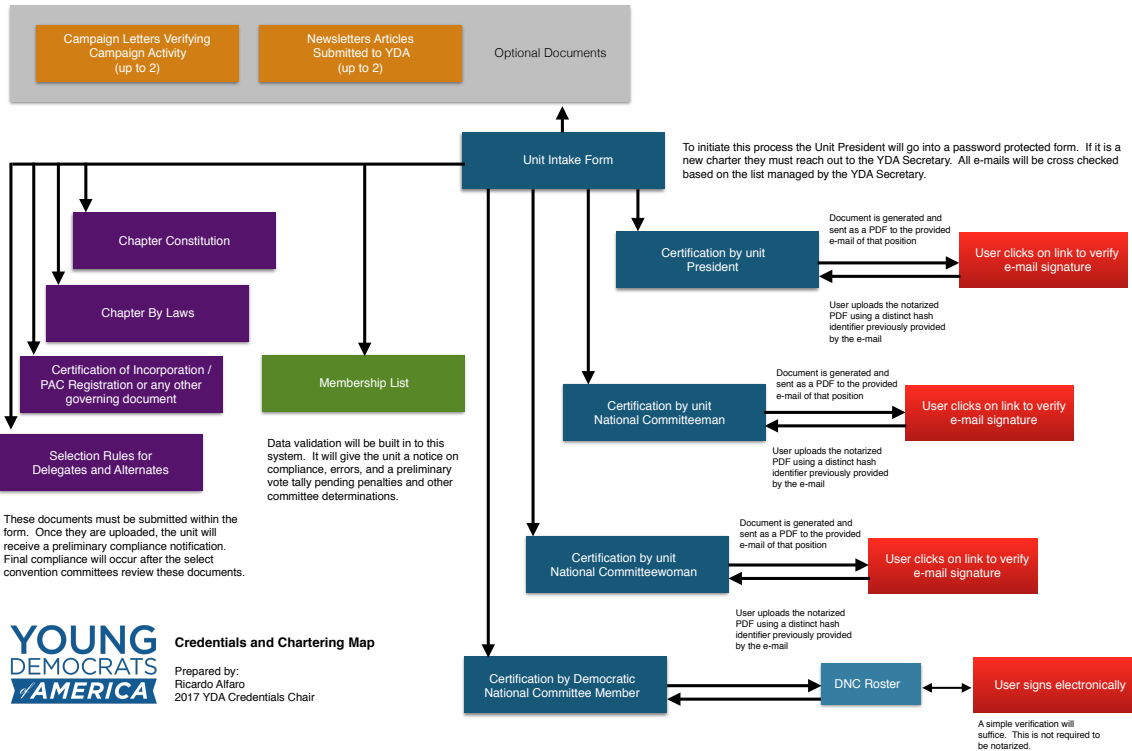 Campaign Letters Verifying
Campaign Activity
(up to 2)
Newsletters Articles
Submitted to YDA
(up to 2)
Optional Documents
Unit Intake Form
To initiate this process the Unit President will go into a password protected form.  If it is a
new charter they must reach out to the YDA Secretary.  All e-mails will be cross checked
based on the list managed by the YDA Secretary.
Chapter Constitution
Chapter By Laws
Certification of Incorporation /
PAC Registration or any other
governing document
Selection Rules for
Delegates and Alternates
These documents must be submitted within the
form.  Once they are uploaded, the unit will
receive a preliminary compliance notification.
Final compliance will occur after the select
convention committees review these documents.
Membership List
Data validation will be built in to this
system.  It will give the unit a notice on
compliance, errors, and a preliminary
vote tally pending penalties and other
committee determinations.
Certification by unit
President
Document is generated and
sent as a PDF to the provided
e-mail of that position
User clicks on link to verify
e-mail signature
User uploads the notarized
PDF using a distinct hash
identifier previously provided
by the e-mail
Certification by unit
National Committeeman
Document is generated and
sent as a PDF to the provided
e-mail of that position
User clicks on link to verify
e-mail signature
User uploads the notarized
PDF using a distinct hash
identifier previously provided
by the e-mail
Certification by unit
National Committeewoman
Document is generated and
sent as a PDF to the provided
e-mail of that position
User clicks on link to verify
e-mail signature
User uploads the notarized
PDF using a distinct hash
identifier previously provided
by the e-mail
Certification by Democratic
National Committee Member
DNC Roster
User signs electronically
A simple verification will
suffice.  This is not required to
be notarized.
YOUNG
DEMOCRATS
of AMERICA
Credentials and Chartering Map
Prepared by:
Ricardo Alfaro
2017 YDA Credentials Chair